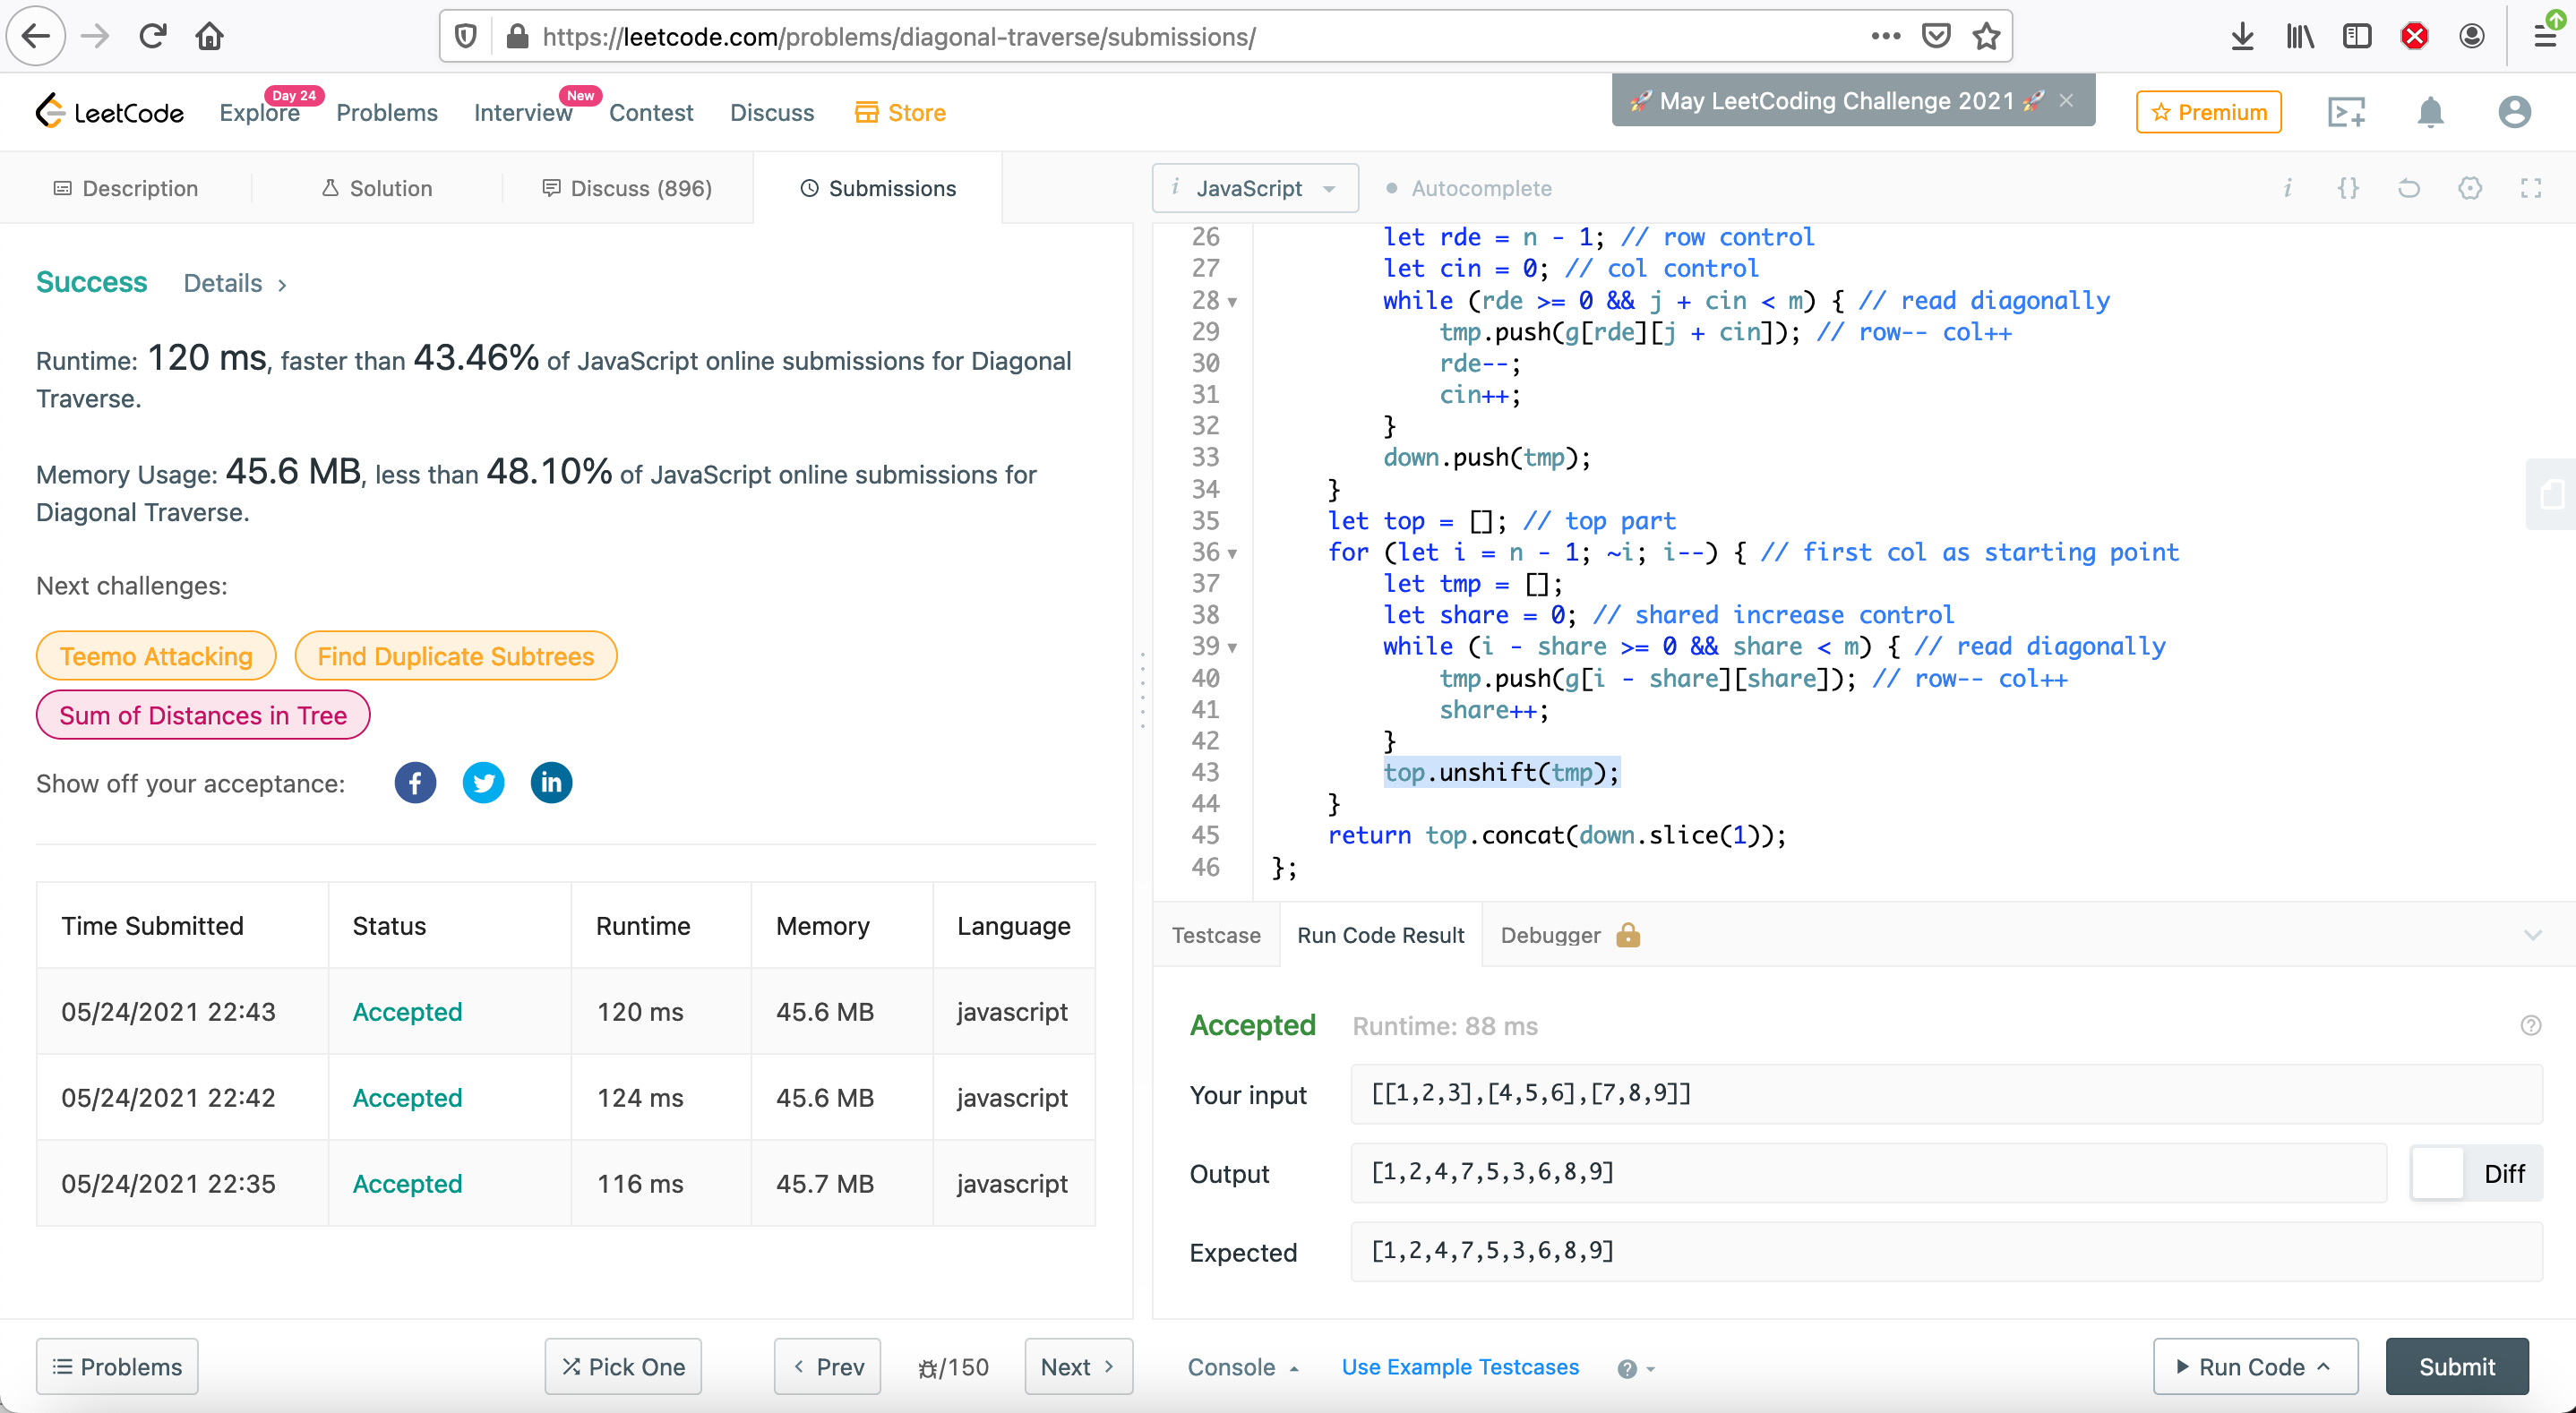 https://leetcode.com/problems/diagonal-traverse/submissions/
LeetCode
Explore
Day 24
Problems
Interview
New
Contest
Discuss
Store
🚀 May LeetCoding Challenge 2021 🚀 ×
Premium
Description
Solution
Discuss (896)
Submissions
Success Details >
Runtime: 120 ms, faster than 43.46% of JavaScript online submissions for Diagonal
Traverse.
Memory Usage: 45.6 MB, less than 48.10% of JavaScript online submissions for
Diagonal Traverse.
Next challenges:
Teemo Attacking
Find Duplicate Subtrees
Sum of Distances in Tree
Show off your acceptance:
Time Submitted Status Runtime Memory Language
05/24/2021 22:43 Accepted 120 ms 45.6 MB javascript
05/24/2021 22:42 Accepted 124 ms 45.6 MB javascript
05/24/2021 22:35 Accepted 116 ms 45.7 MB javascript
Problems
Pick One
< Prev
/150
Next >
i JavaScript
Autocomplete
26 let rde = n - 1; // row control
27 let cin = 0; // col control
28 while (rde >= 0 && j + cin < m) { // read diagonally
29 tmp.push(g[rde][j + cin]); // row-- col++
30 rde--;
31 cin++;
32 }
33 down.push(tmp);
34 }
35 let top = []; // top part
36 for (let i = n - 1; ~i; i--) { // first col as starting point
37 let tmp = [];
38 let share = 0; // shared increase control
39 while (i - share >= 0 && share < m) { // read diagonally
40 tmp.push(g[i - share][share]); // row-- col++
41 share++;
42 }
43 top.unshift(tmp);
44 }
45 return top.concat(down.slice(1));
46 };
Testcase
Run Code Result
Debugger
Accepted Runtime: 88 ms
Your input [[1,2,3],[4,5,6],[7,8,9]]
Output [1,2,4,7,5,3,6,8,9]
Diff
Expected [1,2,4,7,5,3,6,8,9]
Console
Use Example Testcases
Run Code
Submit